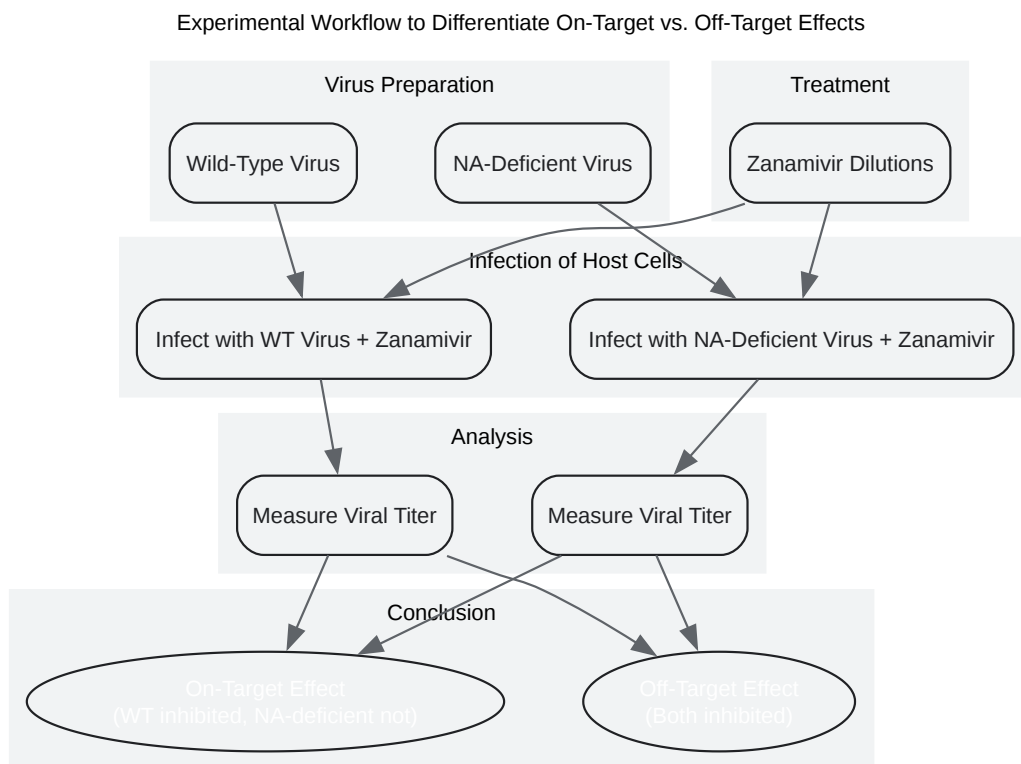 Experimental Workflow to Differentiate On-Target vs. Off-Target Effects
Virus Preparation
Treatment
Wild-Type Virus
NA-Deficient Virus
Zanamivir Dilutions
Infection of Host Cells
Infect with WT Virus + Zanamivir
Infect with NA-Deficient Virus + Zanamivir
Analysis
Measure Viral Titer
Measure Viral Titer
Conclusion
On-Target Effect
(WT inhibited, NA-deficient not)
Off-Target Effect
(Both inhibited)